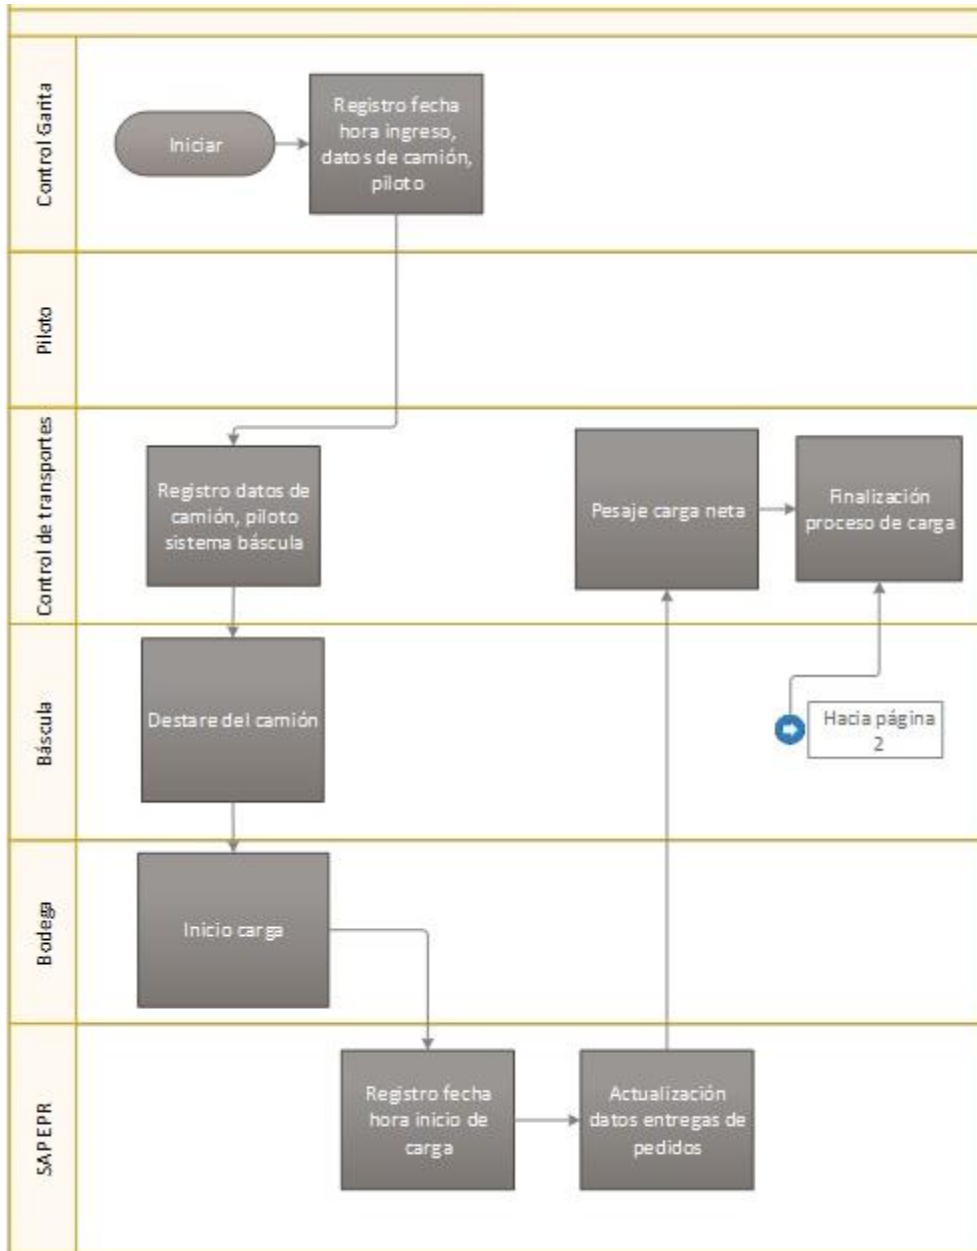 Control Garita
Iniciar
Registro fecha
hora ingreso,
datos de camión,
piloto
Piloto
Control de transportes
Registro datos de
camión, piloto
sistema báscula
Pesaje carga neta
Finalización
proceso de carga
Báscula
Destare del camión
Hacia página
2
Bodega
Inicio carga
SAP EPR
Registro fecha
hora inicio de
carga
Actualización
datos entregas de
pedidos